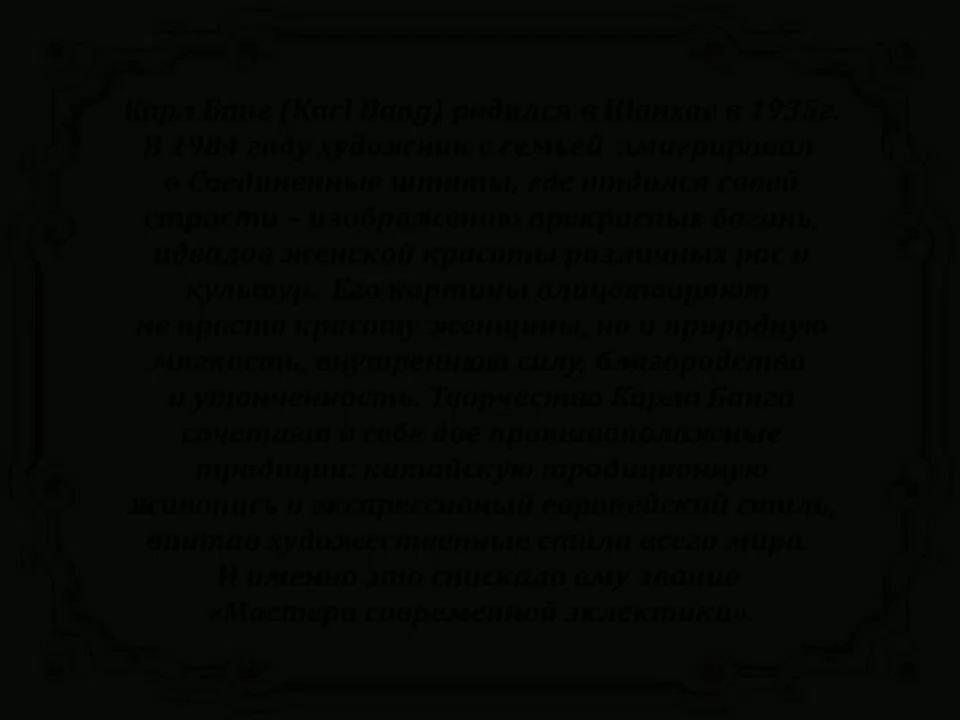 Карл Банг (Karl Bang) родился в Шанхае в 1935г.
В 1984 году художник с семьей эмигрировал
в Соединенные штаты, где отдался своей
страсти – изображению прекрасных богинь,
идеалов женской красоты различных рас и
культур. Его картины олицетворяют
не просто красоту женщины, но и природную
мягкость, внутреннюю силу, благородство
и утонченность. Творчество Карла Банга
сочетает в себе две противоположные
традиции: китайскую традиционную
живопись и экспрессивный европейский стиль,
впитав художественные стили всего мира.
И именно это снискало ему звание
«Мастера современной эклектики».